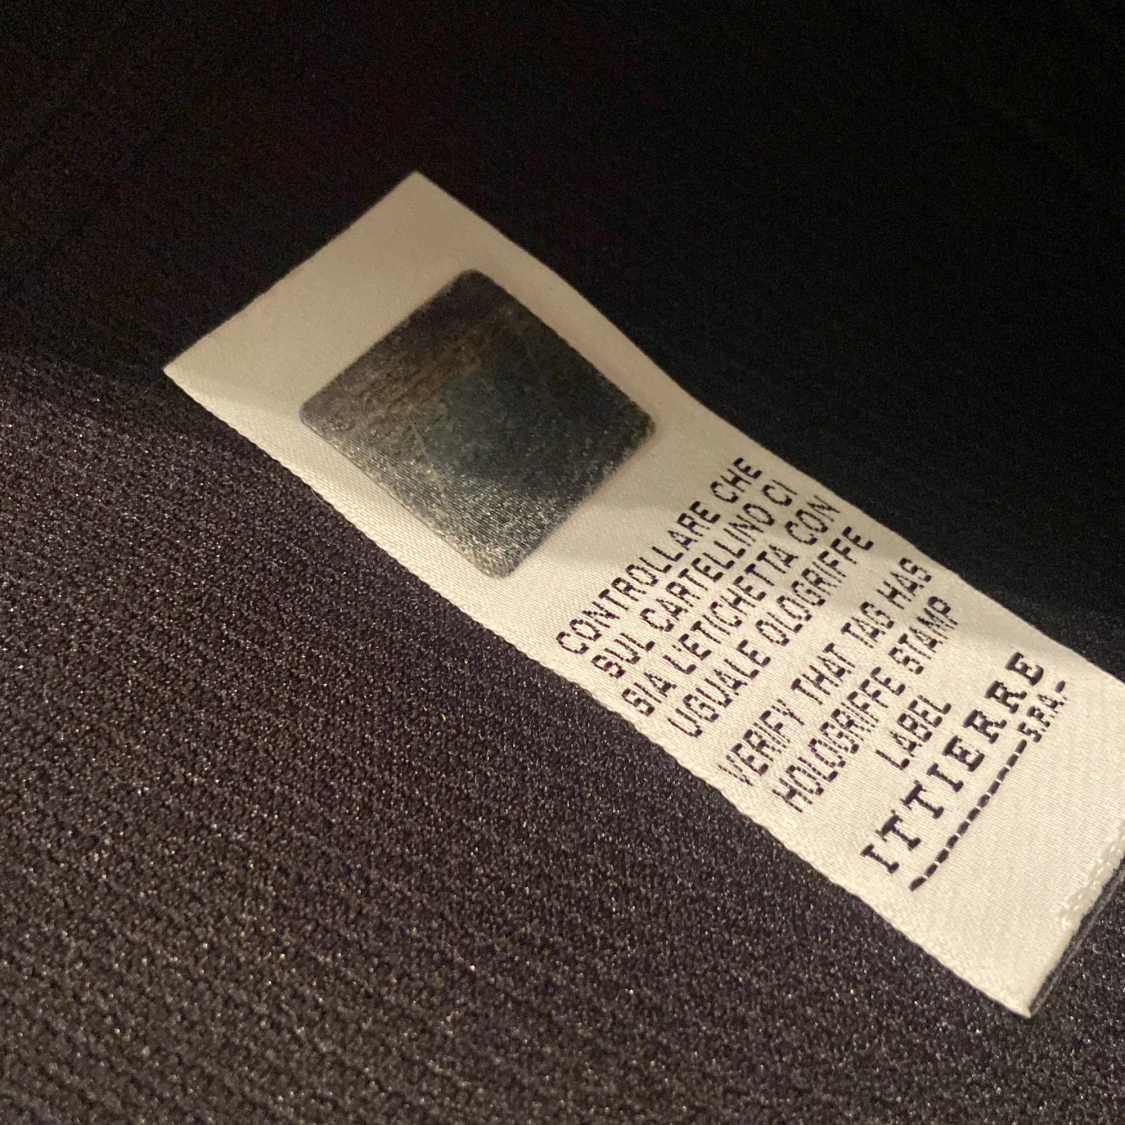 CONTROLLARE CHE
SUL CARTELLINO CI
SIA L'ETICHETTA CON
UGUALE OLOGRIFFE
VERIFY THAT TAG HAS
HOLOGRIFFE STAMP
LABEL
ITTIERRE
S.P.A.